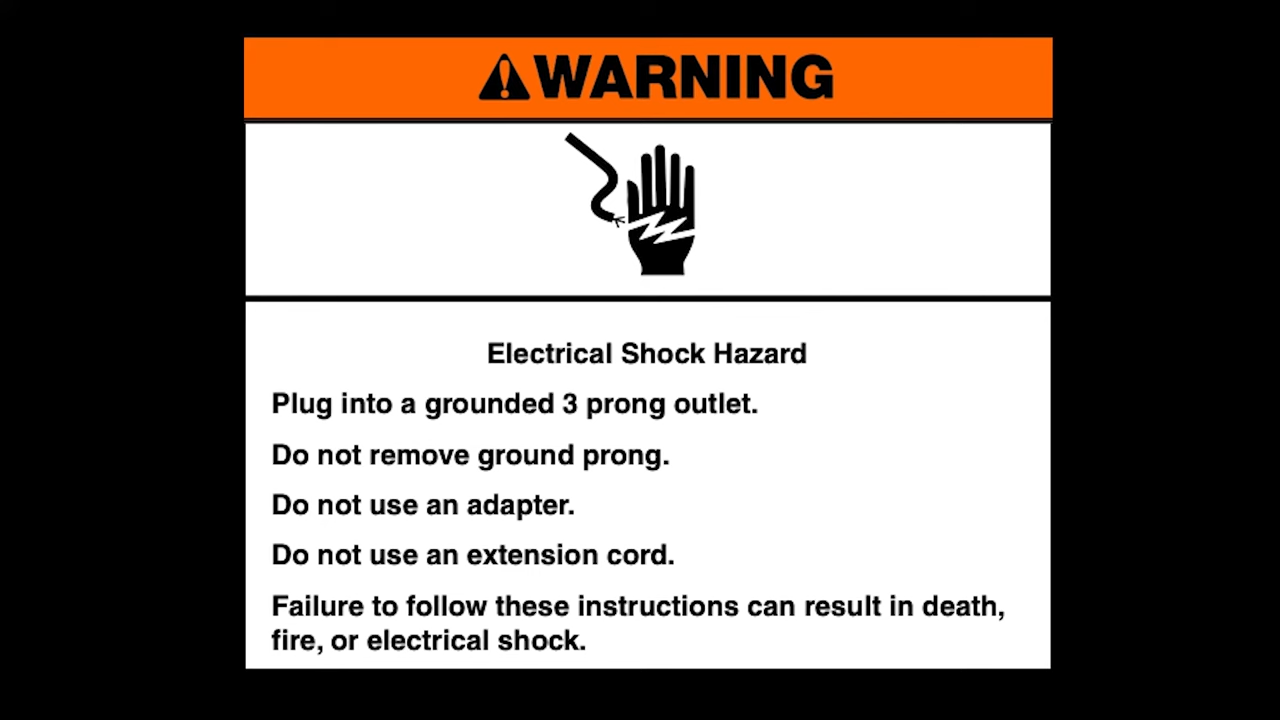 WARNING
Electrical Shock Hazard
Plug into a grounded 3 prong outlet.
Do not remove ground prong.
Do not use an adapter.
Do not use an extension cord.
Failure to follow these instructions can result in death,
fire, or electrical shock.